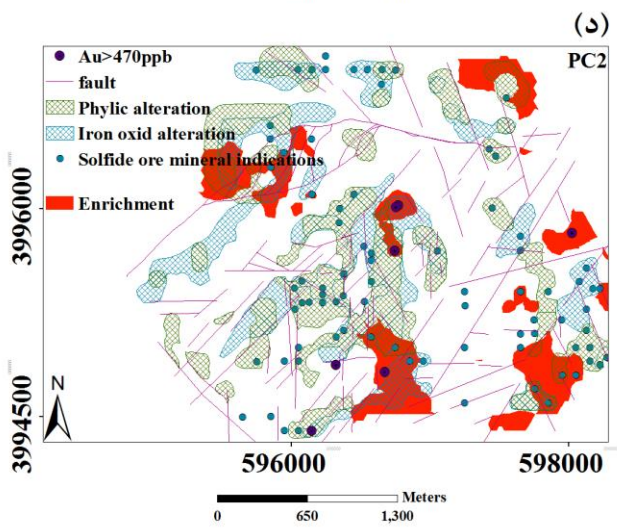 (د)
PC2
Au>470ppb
fault
Phylic alteration
Iron oxid alteration
Solfide ore mineral indications
Enrichment
3996000
3994500
N
596000
598000
Meters
0 650 1,300